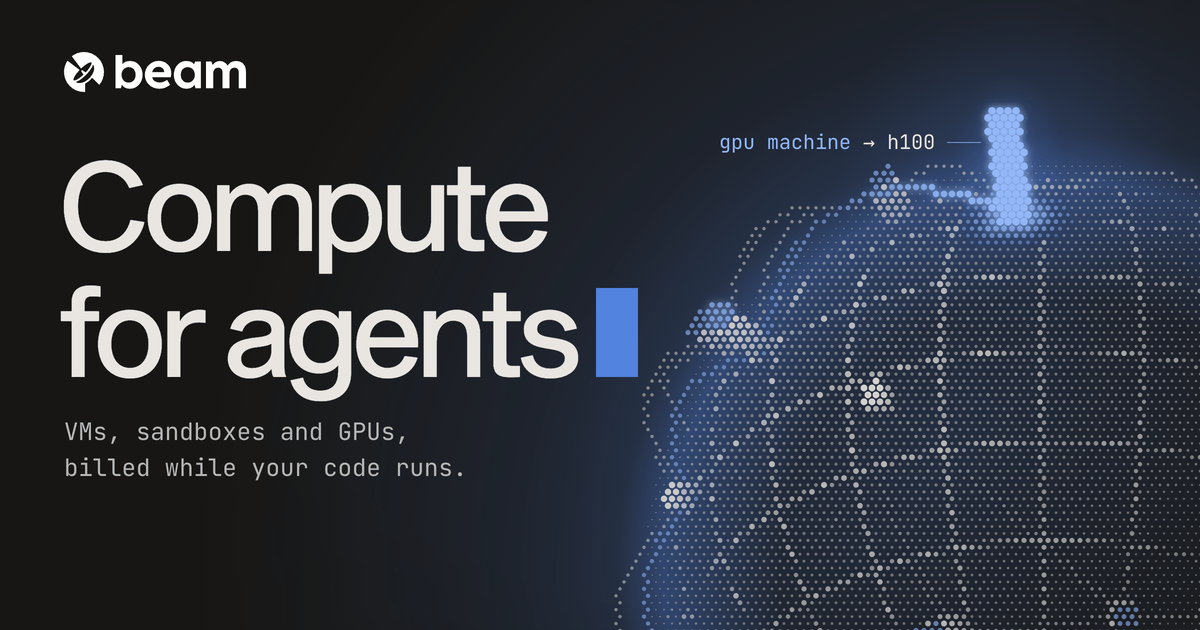 beam
gpu machine → h100
Compute
for agents
VMs, sandboxes and GPUs,
billed while your code runs.